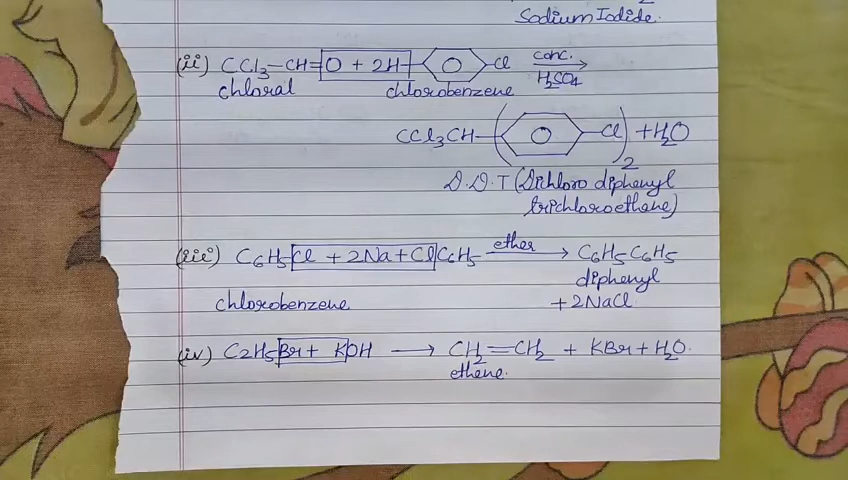 2
Sodium Iodide.
(ii) CCl3-CH=O + 2H-⌬-Cl conc. H2SO4 →
chloral chlorobenzene
CCl3CH-(⌬-Cl)2 + H2O
D.D.T (Dichloro diphenyl
trichloroethane)
(iii) C6H5Cl + 2Na + ClC6H5 ether → C6H5C6H5
diphenyl
chlorobenzene + 2NaCl
(iv) C2H5Br + KOH → CH2=CH2 + KBr + H2O.
ethene.